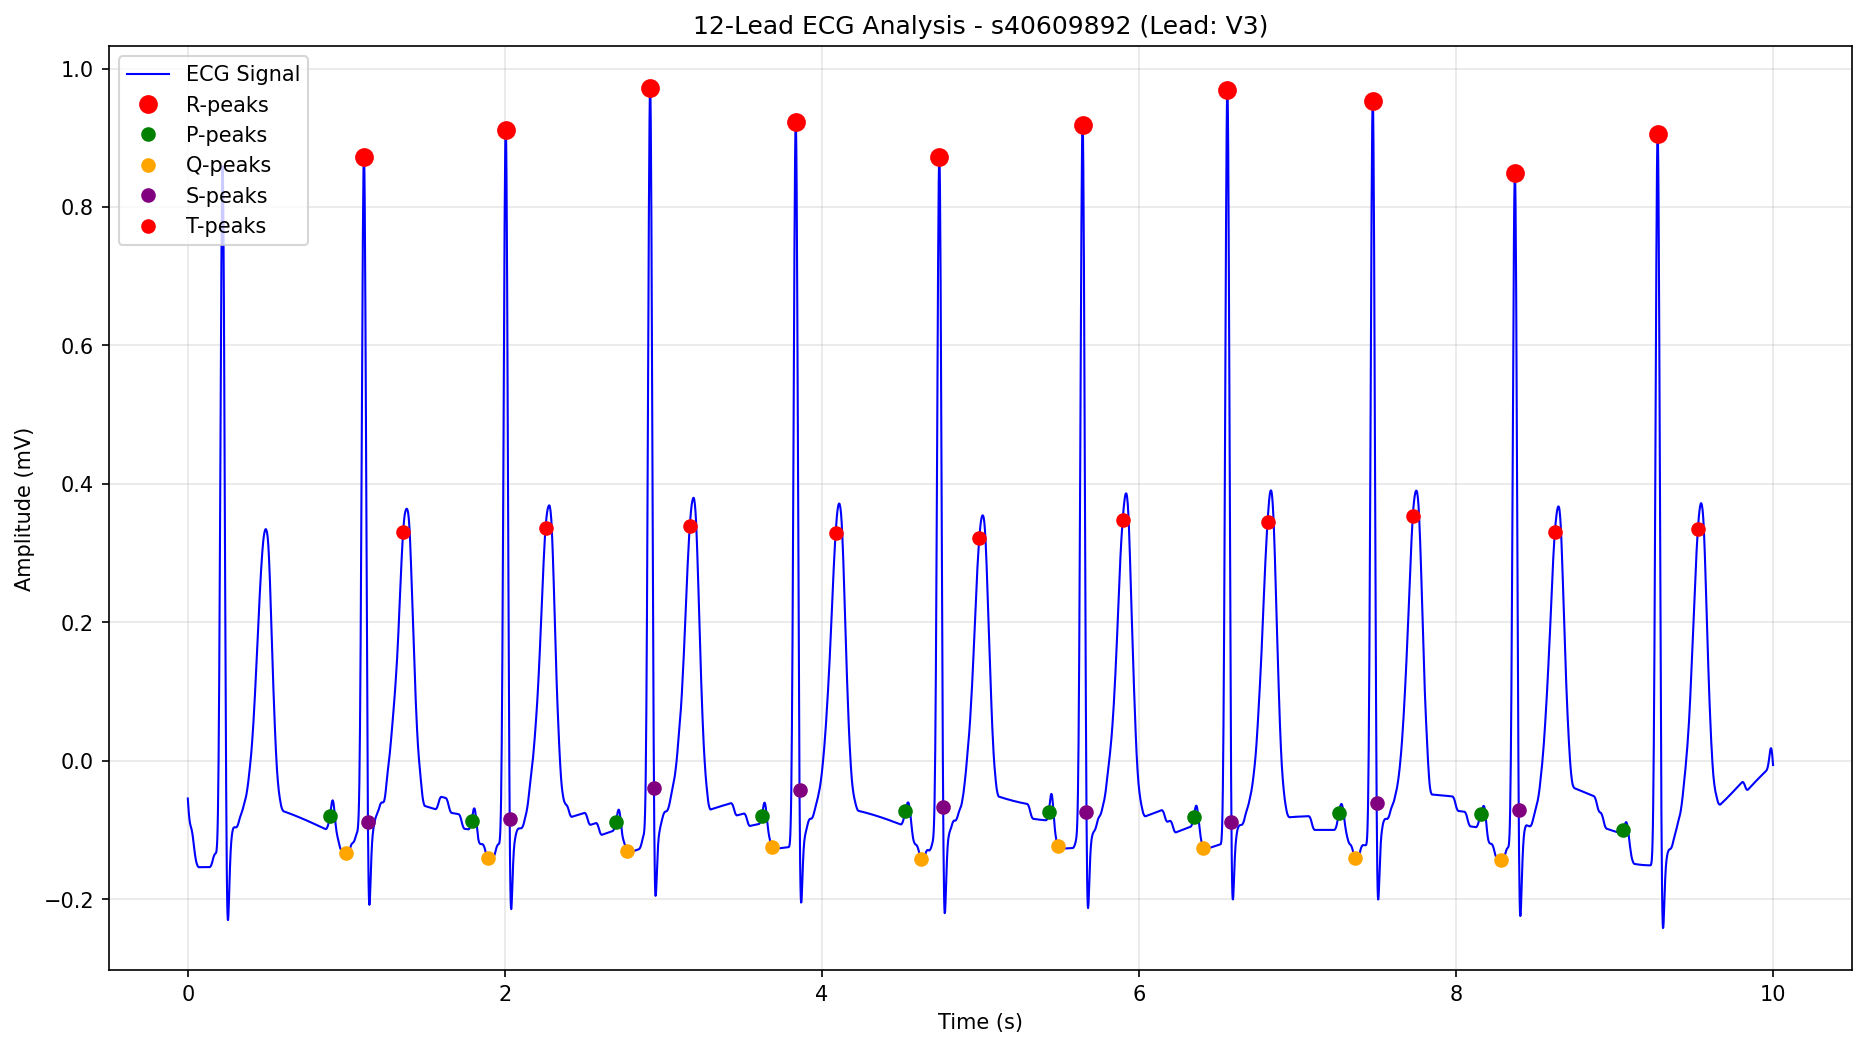 12-Lead ECG Analysis - s40609892 (Lead: V3)
ECG Signal
R-peaks
P-peaks
Q-peaks
S-peaks
T-peaks
1.0
0.8
0.6
0.4
0.2
0.0
−0.2
Amplitude (mV)
0 2 4 6 8 10
Time (s)